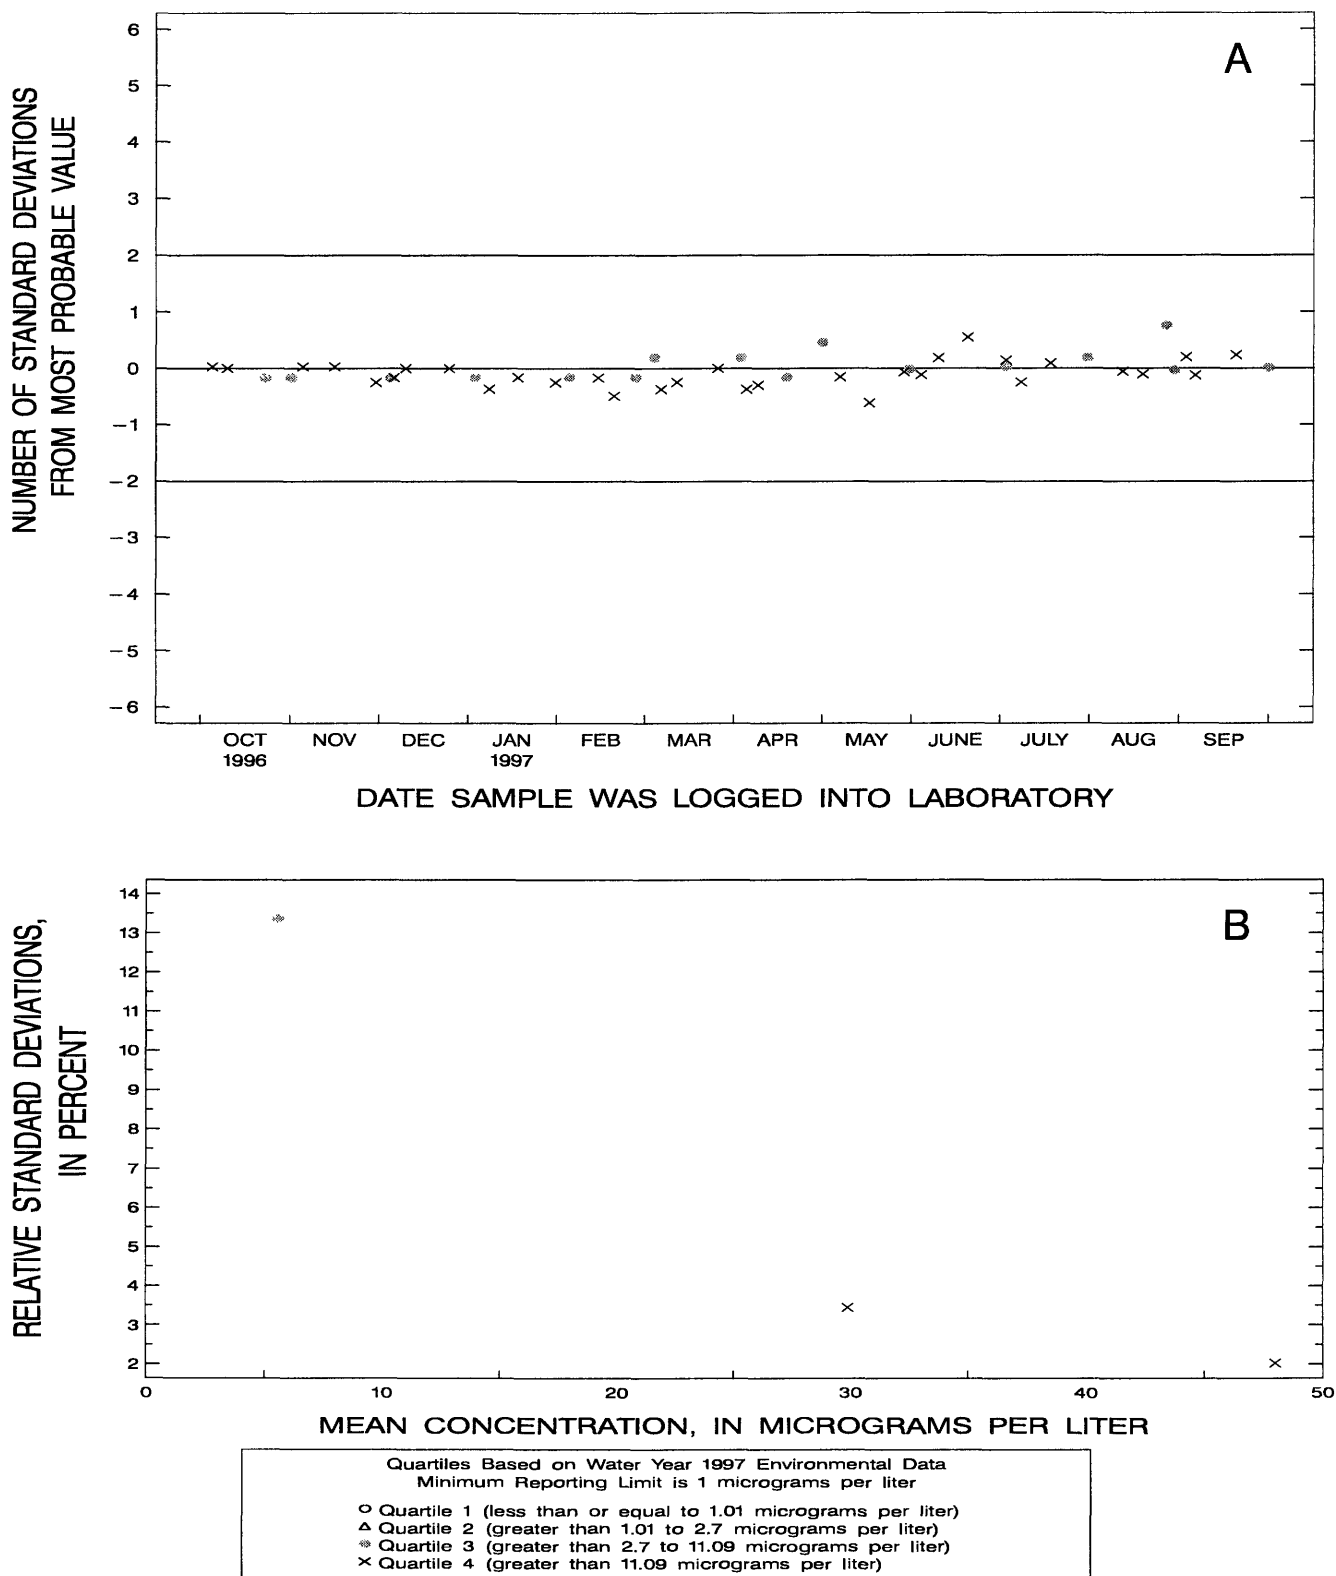 A
NUMBER OF STANDARD DEVIATIONS
FROM MOST PROBABLE VALUE
6
5
4
3
2
1
0
−1
−2
−3
−4
−5
−6
OCT NOV DEC JAN FEB MAR APR MAY JUNE JULY AUG SEP
1996 1997
DATE SAMPLE WAS LOGGED INTO LABORATORY
B
RELATIVE STANDARD DEVIATIONS,
IN PERCENT
14
13
12
11
10
9
8
7
6
5
4
3
2
0 10 20 30 40 50
MEAN CONCENTRATION, IN MICROGRAMS PER LITER
Quartiles Based on Water Year 1997 Environmental Data
Minimum Reporting Limit is 1 micrograms per liter
Quartile 1 (less than or equal to 1.01 micrograms per liter)
Quartile 2 (greater than 1.01 to 2.7 micrograms per liter)
Quartile 3 (greater than 2.7 to 11.09 micrograms per liter)
Quartile 4 (greater than 11.09 micrograms per liter)